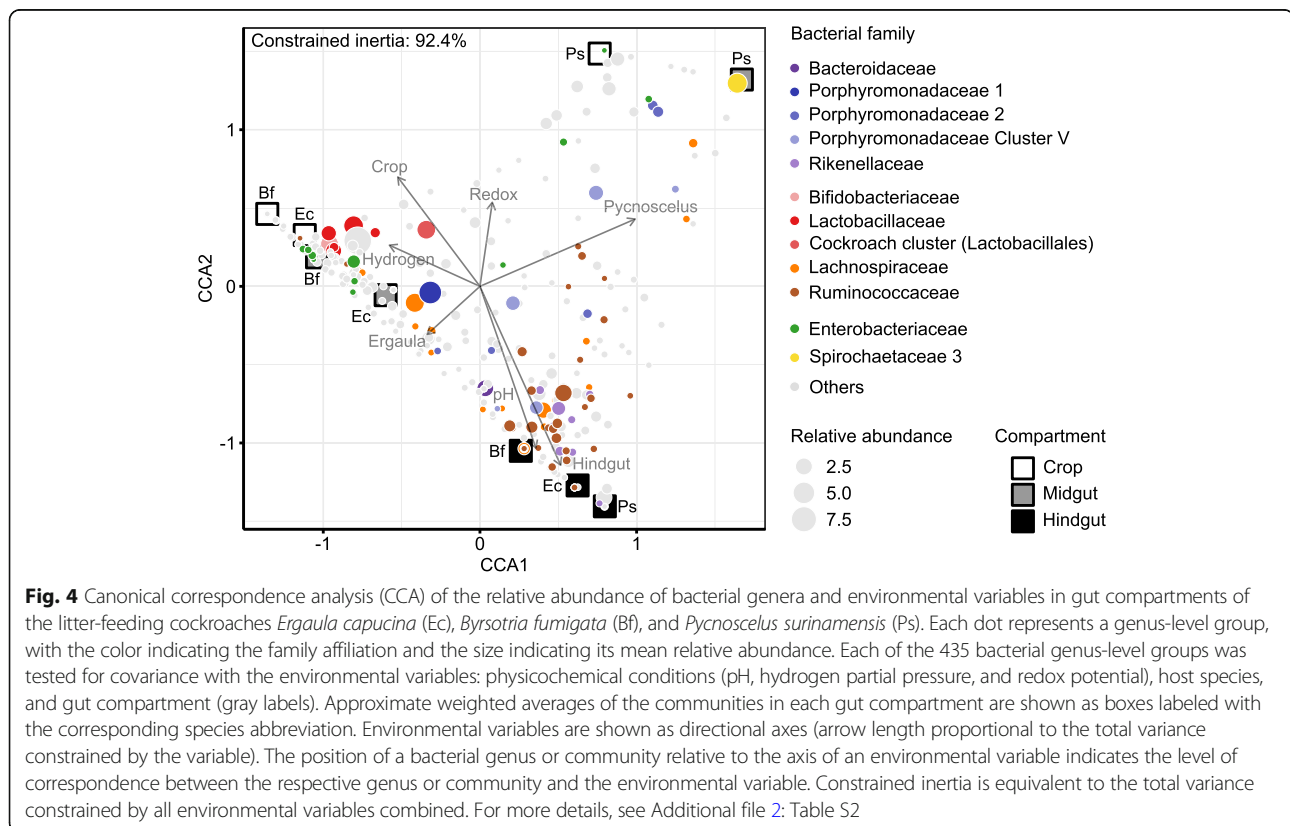 Constrained inertia: 92.4%
Ps
Ps
1
Crop
Redox
Pycnoscelus
Bf
Ec
Hydrogen
Bf
CCA2
0
Ec
Ergaula
pH
-1
Bf
Hindgut
Ec
Ps
-1
0
1
CCA1
Bacterial family
Bacteroidaceae
Porphyromonadaceae 1
Porphyromonadaceae 2
Porphyromonadaceae Cluster V
Rikenellaceae
Bifidobacteriaceae
Lactobacillaceae
Cockroach cluster (Lactobacillales)
Lachnospiraceae
Ruminococcaceae
Enterobacteriaceae
Spirochaetaceae 3
Others
Relative abundance
2.5
5.0
7.5
Compartment
Crop
Midgut
Hindgut
Fig. 4 Canonical correspondence analysis (CCA) of the relative abundance of bacterial genera and environmental variables in gut compartments of
the litter-feeding cockroaches Ergaula capucina (Ec), Byrsotria fumigata (Bf), and Pycnoscelus surinamensis (Ps). Each dot represents a genus-level group,
with the color indicating the family affiliation and the size indicating its mean relative abundance. Each of the 435 bacterial genus-level groups was
tested for covariance with the environmental variables: physicochemical conditions (pH, hydrogen partial pressure, and redox potential), host species,
and gut compartment (gray labels). Approximate weighted averages of the communities in each gut compartment are shown as boxes labeled with
the corresponding species abbreviation. Environmental variables are shown as directional axes (arrow length proportional to the total variance
constrained by the variable). The position of a bacterial genus or community relative to the axis of an environmental variable indicates the level of
correspondence between the respective genus or community and the environmental variable. Constrained inertia is equivalent to the total variance
constrained by all environmental variables combined. For more details, see Additional file 2: Table S2